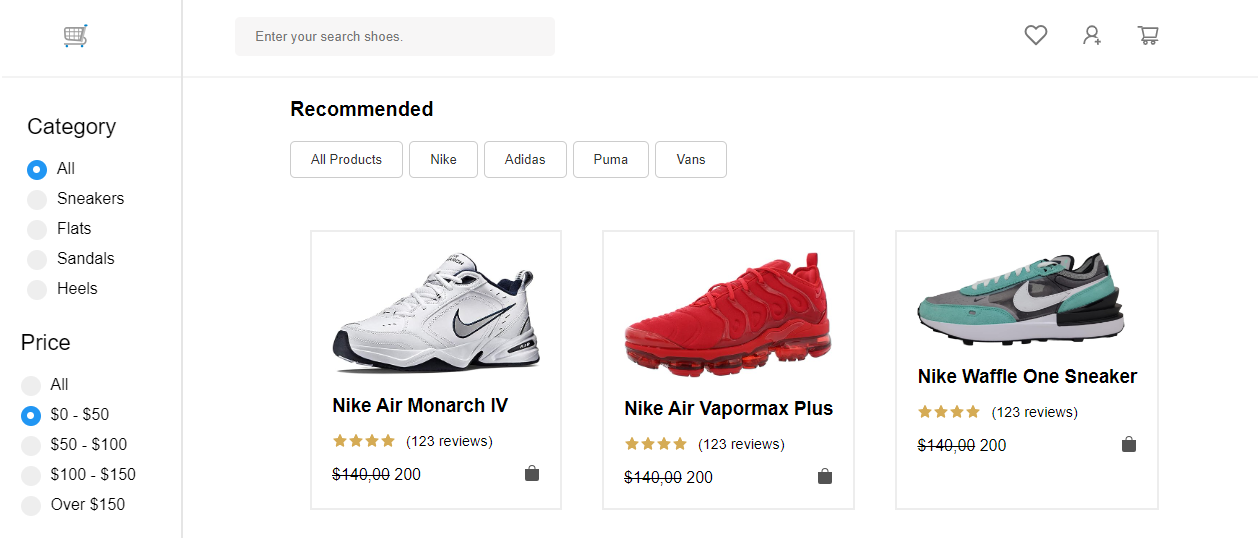 Enter your search shoes.
Category
All
Sneakers
Flats
Sandals
Heels
Price
All
$0 - $50
$50 - $100
$100 - $150
Over $150
Recommended
All Products
Nike
Adidas
Puma
Vans
Nike Air Monarch IV
(123 reviews)
$140,00 200
Nike Air Vapormax Plus
(123 reviews)
$140,00 200
Nike Waffle One Sneaker
(123 reviews)
$140,00 200